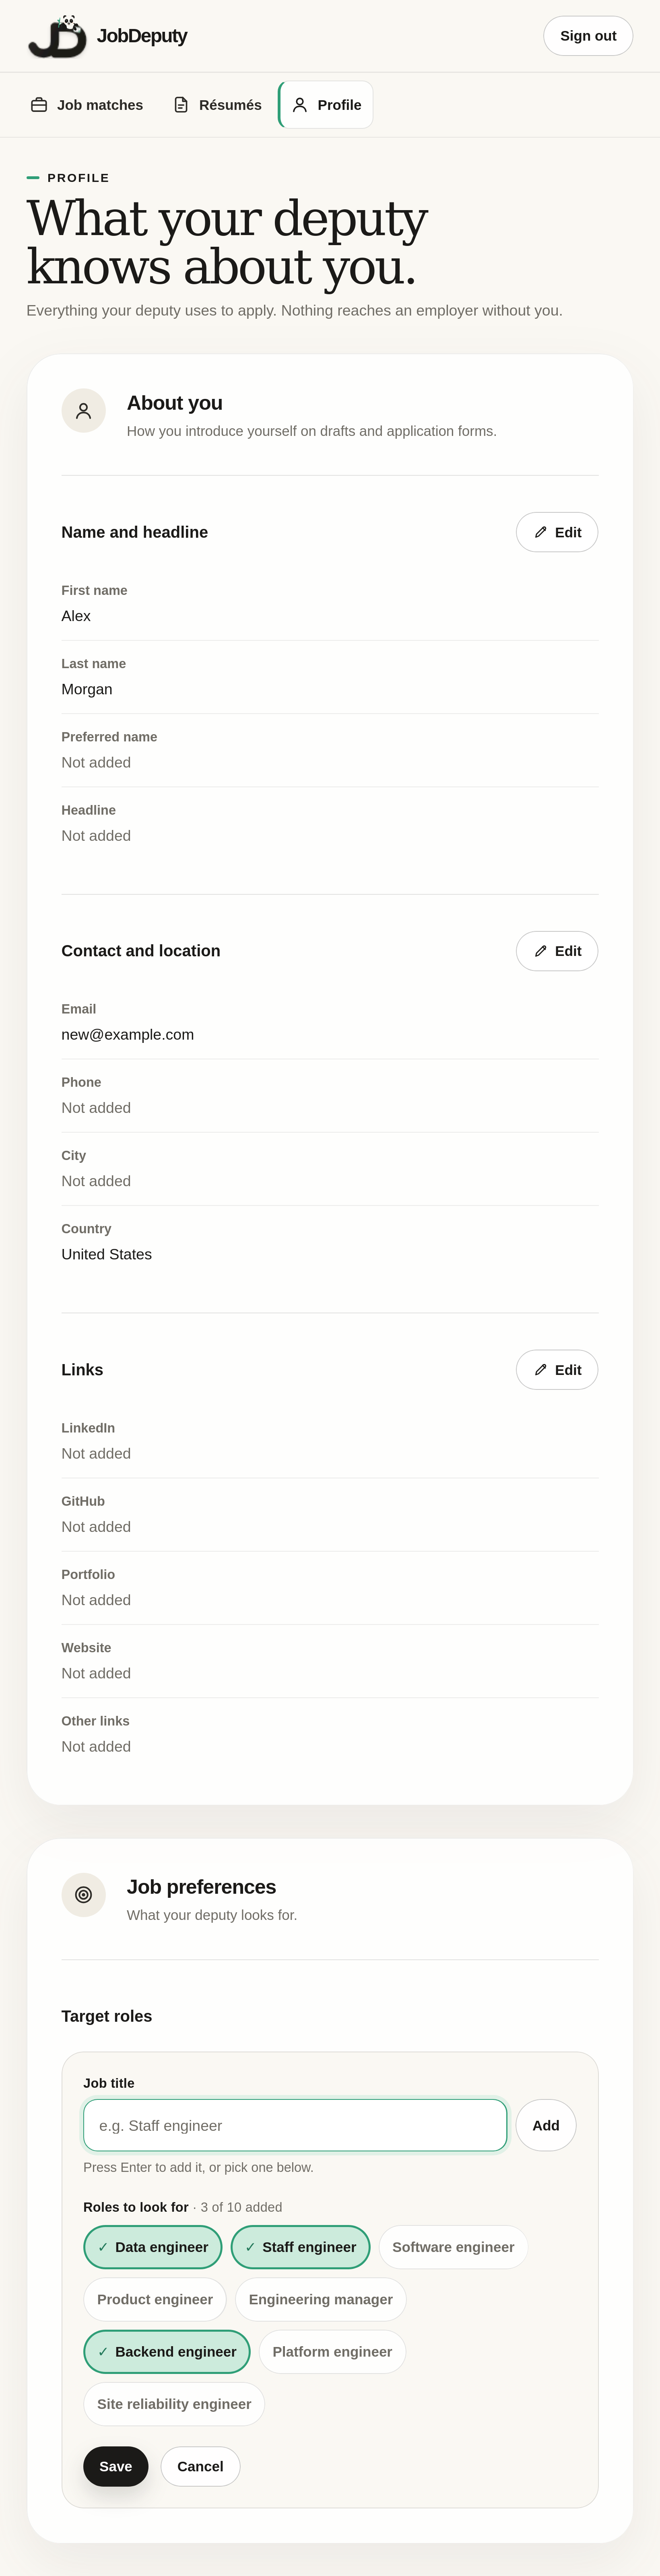 JobDeputy
Sign out
Job matches
Résumés
Profile
PROFILE
What your deputy
knows about you.
Everything your deputy uses to apply. Nothing reaches an employer without you.
About you
How you introduce yourself on drafts and application forms.
Name and headline
Edit
First name
Alex
Last name
Morgan
Preferred name
Not added
Headline
Not added
Contact and location
Edit
Email
new@example.com
Phone
Not added
City
Not added
Country
United States
Links
Edit
LinkedIn
Not added
GitHub
Not added
Portfolio
Not added
Website
Not added
Other links
Not added
Job preferences
What your deputy looks for.
Target roles
Job title
e.g. Staff engineer
Add
Press Enter to add it, or pick one below.
Roles to look for · 3 of 10 added
✓ Data engineer
✓ Staff engineer
Software engineer
Product engineer
Engineering manager
✓ Backend engineer
Platform engineer
Site reliability engineer
Save
Cancel